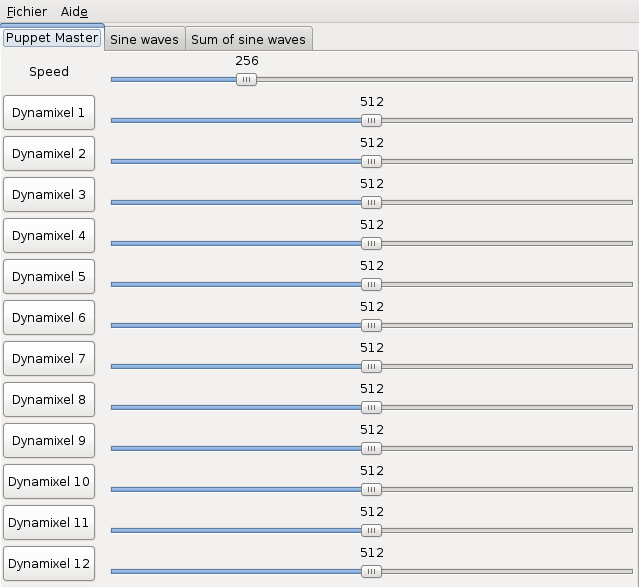 Fichier Aide
Puppet Master Sine waves Sum of sine waves
256
Speed
512
Dynamixel 1
512
Dynamixel 2
512
Dynamixel 3
512
Dynamixel 4
512
Dynamixel 5
512
Dynamixel 6
512
Dynamixel 7
512
Dynamixel 8
512
Dynamixel 9
512
Dynamixel 10
512
Dynamixel 11
512
Dynamixel 12